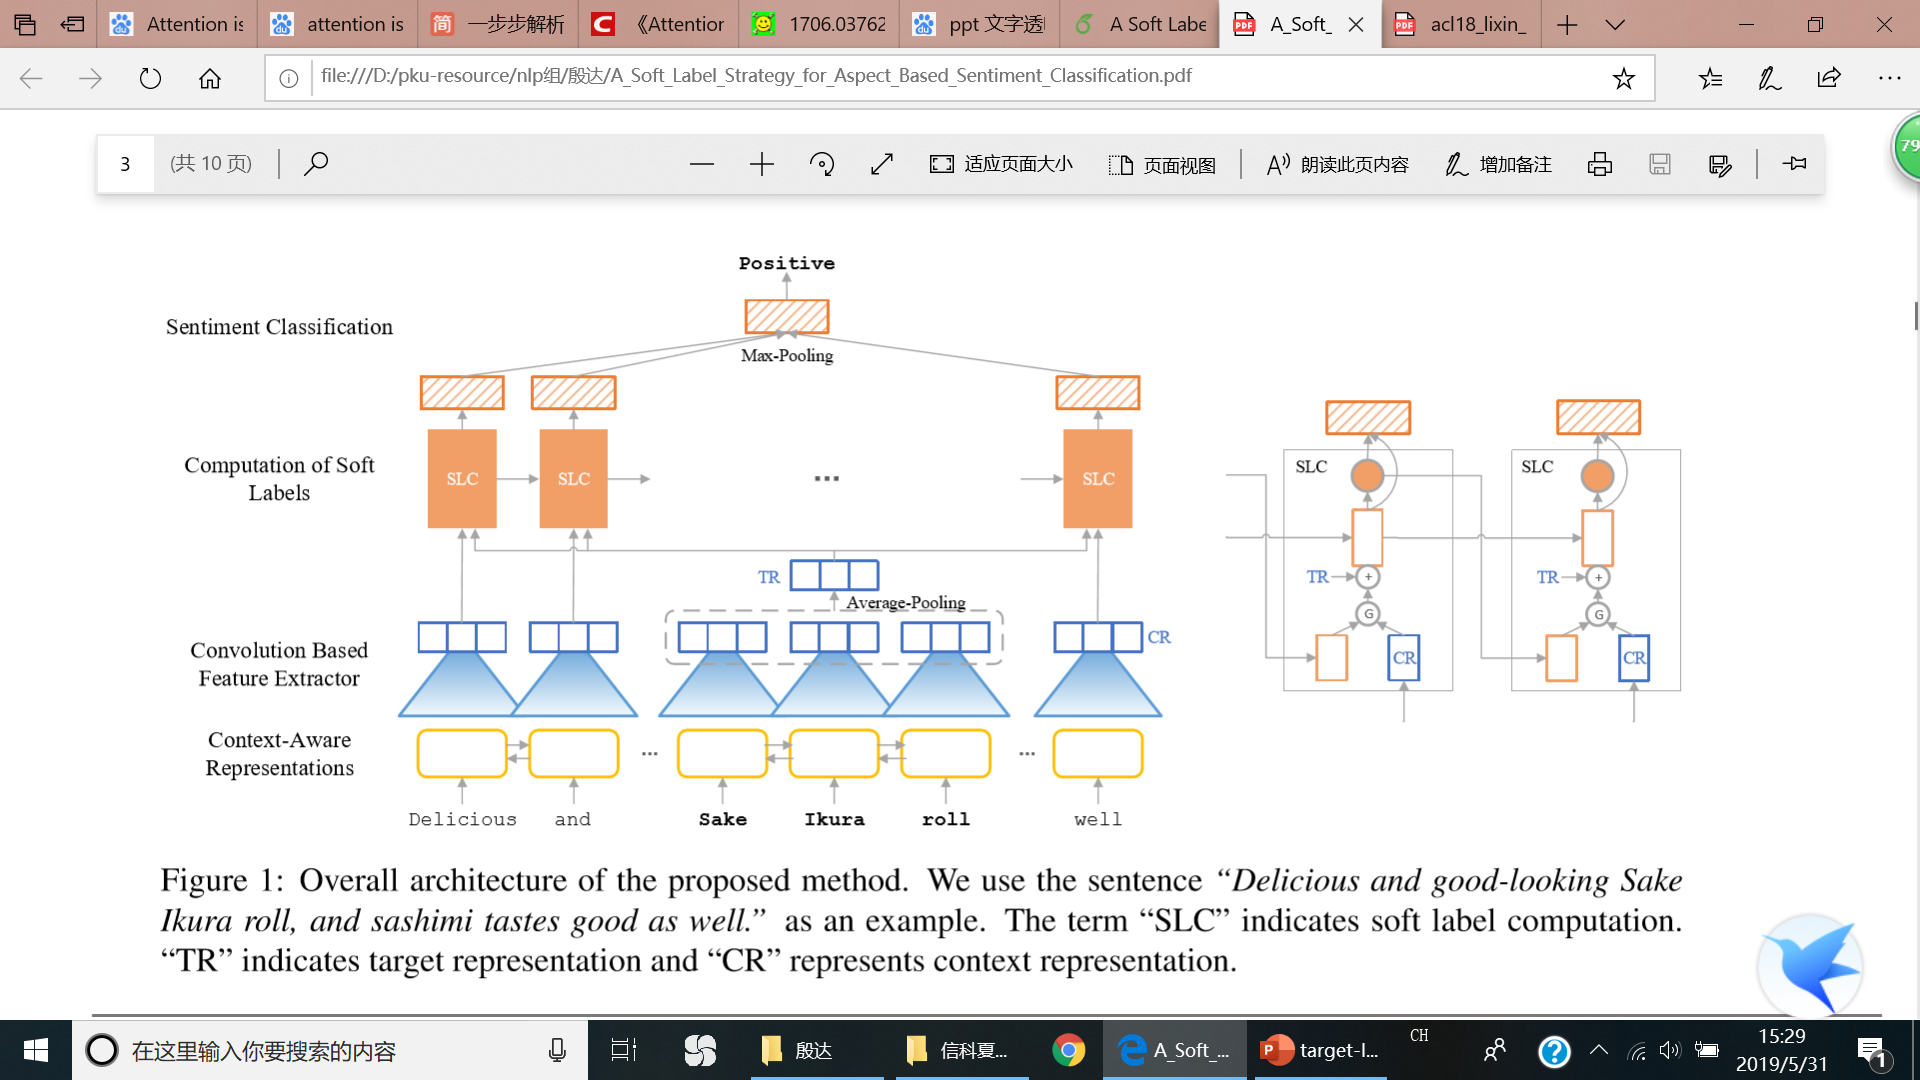 Attention is
attention is
简 一步步解析
C 《Attention
1706.03762
ppt 文字透
A Soft Labe
A_Soft_
acl18_lixin_
file:///D:/pku-resource/nlp组/殷达/A_Soft_Label_Strategy_for_Aspect_Based_Sentiment_Classification.pdf
3 (共 10 页) 适应页面大小 页面视图 朗读此页内容 增加备注
79
Positive
Sentiment Classification
Max-Pooling
Computation of Soft
Labels
SLC SLC ... SLC
SLC SLC
TR
Average-Pooling
TR + TR +
G G
CR CR
Convolution Based
Feature Extractor
CR
Context-Aware
Representations
... ...
Delicious and Sake Ikura roll well
Figure 1: Overall architecture of the proposed method. We use the sentence “Delicious and good-looking Sake
Ikura roll, and sashimi tastes good as well.” as an example. The term “SLC” indicates soft label computation.
“TR” indicates target representation and “CR” represents context representation.
在这里输入你要搜索的内容
殷达
信科夏...
A_Soft_...
target-l...
CH
15:29
2019/5/31
1